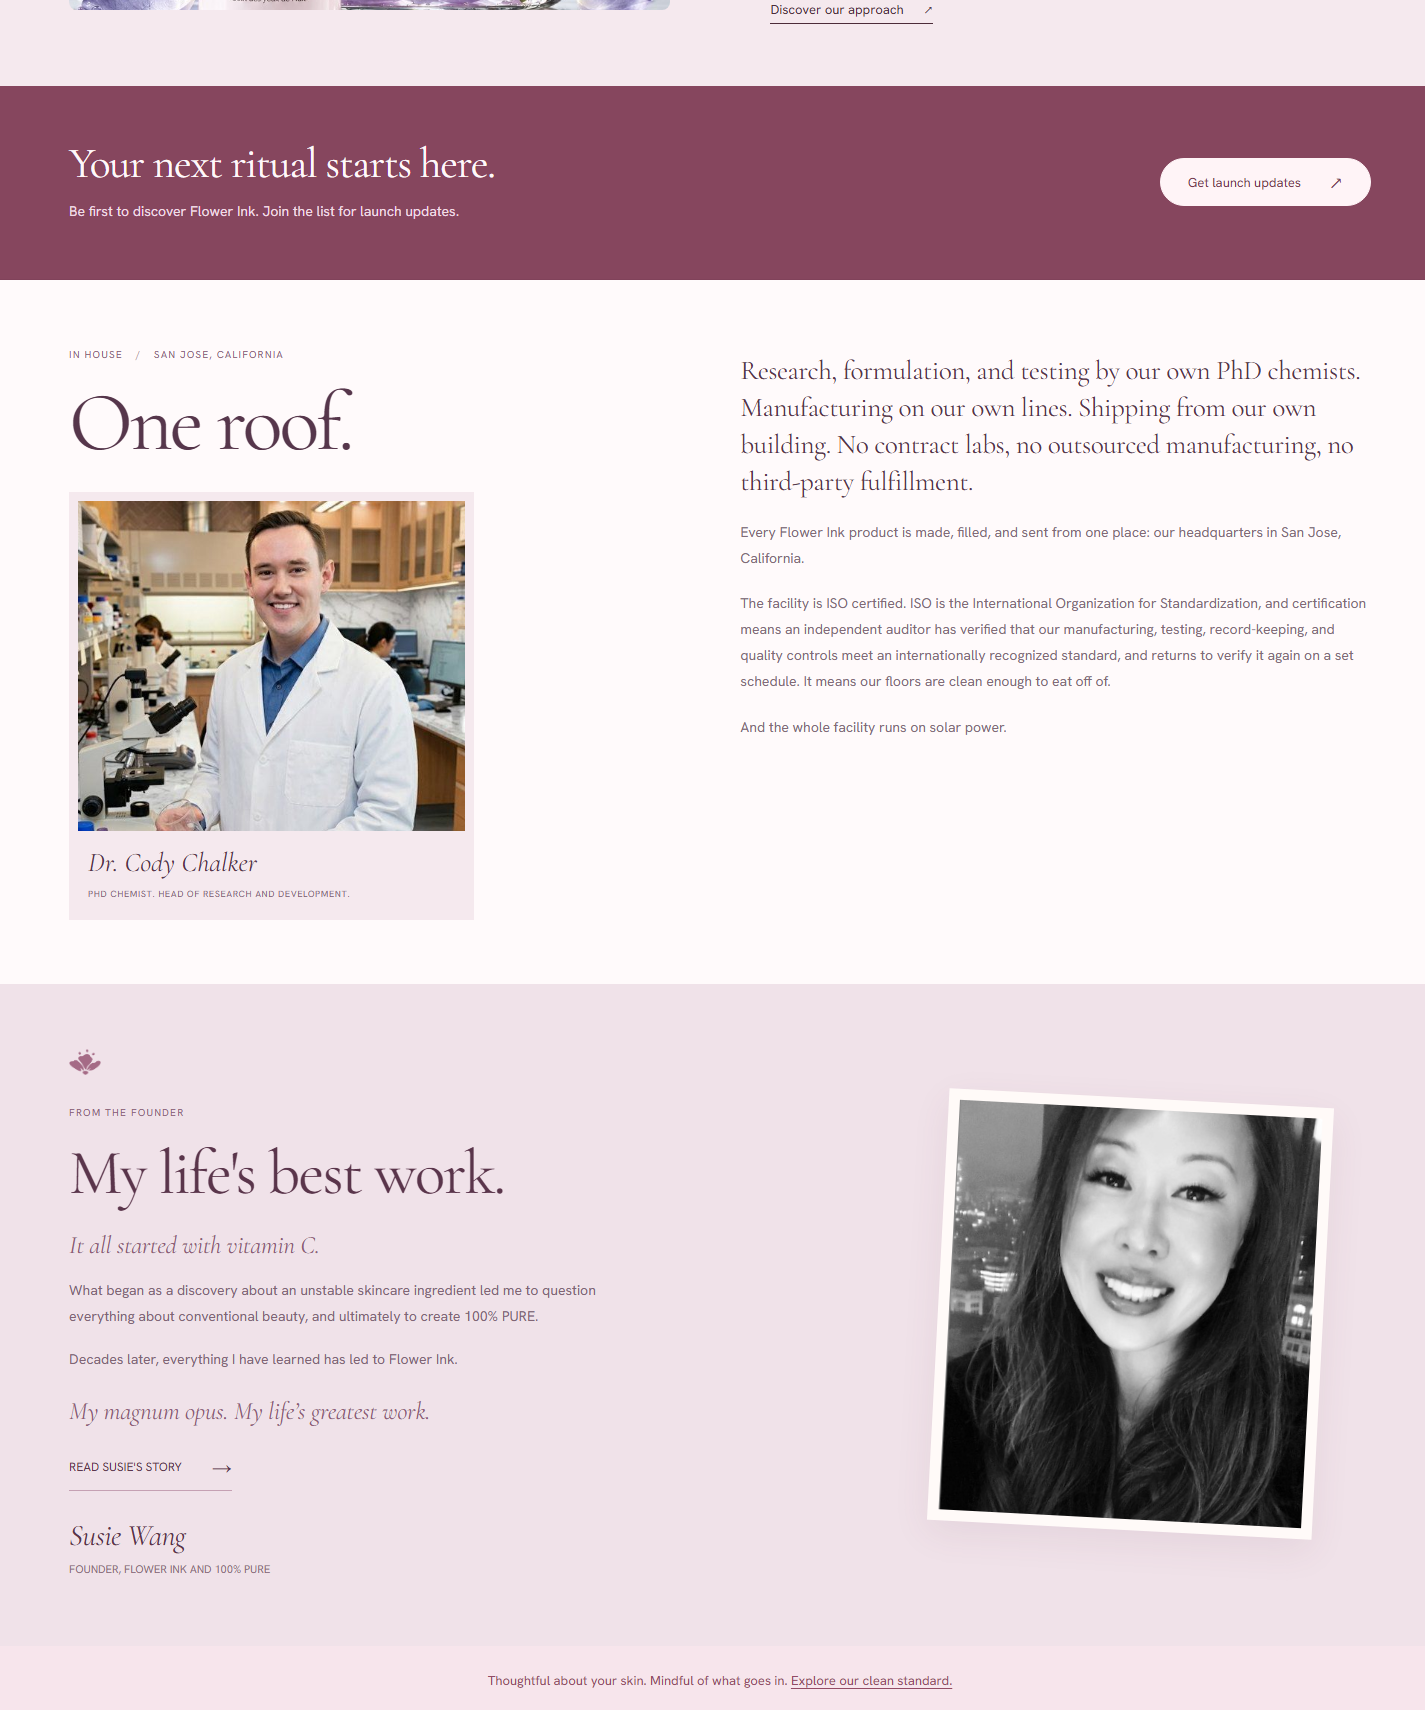 Discover our approach ↗
Your next ritual starts here.
Be first to discover Flower Ink. Join the list for launch updates.
Get launch updates ↗
IN HOUSE / SAN JOSE, CALIFORNIA
One roof.
Dr. Cody Chalker
PHD CHEMIST. HEAD OF RESEARCH AND DEVELOPMENT.
Research, formulation, and testing by our own PhD chemists.
Manufacturing on our own lines. Shipping from our own
building. No contract labs, no outsourced manufacturing, no
third-party fulfillment.
Every Flower Ink product is made, filled, and sent from one place: our headquarters in San Jose,
California.
The facility is ISO certified. ISO is the International Organization for Standardization, and certification
means an independent auditor has verified that our manufacturing, testing, record-keeping, and
quality controls meet an internationally recognized standard, and returns to verify it again on a set
schedule. It means our floors are clean enough to eat off of.
And the whole facility runs on solar power.
FROM THE FOUNDER
My life's best work.
It all started with vitamin C.
What began as a discovery about an unstable skincare ingredient led me to question
everything about conventional beauty, and ultimately to create 100% PURE.
Decades later, everything I have learned has led to Flower Ink.
My magnum opus. My life’s greatest work.
READ SUSIE'S STORY →
Susie Wang
FOUNDER, FLOWER INK AND 100% PURE
Thoughtful about your skin. Mindful of what goes in. Explore our clean standard.